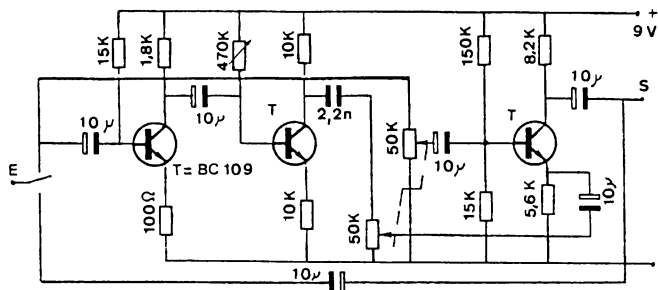 +
9V
15K
1,8K
470K
10K
150K
8,2K
10µ
S
10µ
10µ
T
2,2n
T
50K
10µ
E
T = BC 109
100Ω
10K
50K
15K
5,6K
10µ
10µ